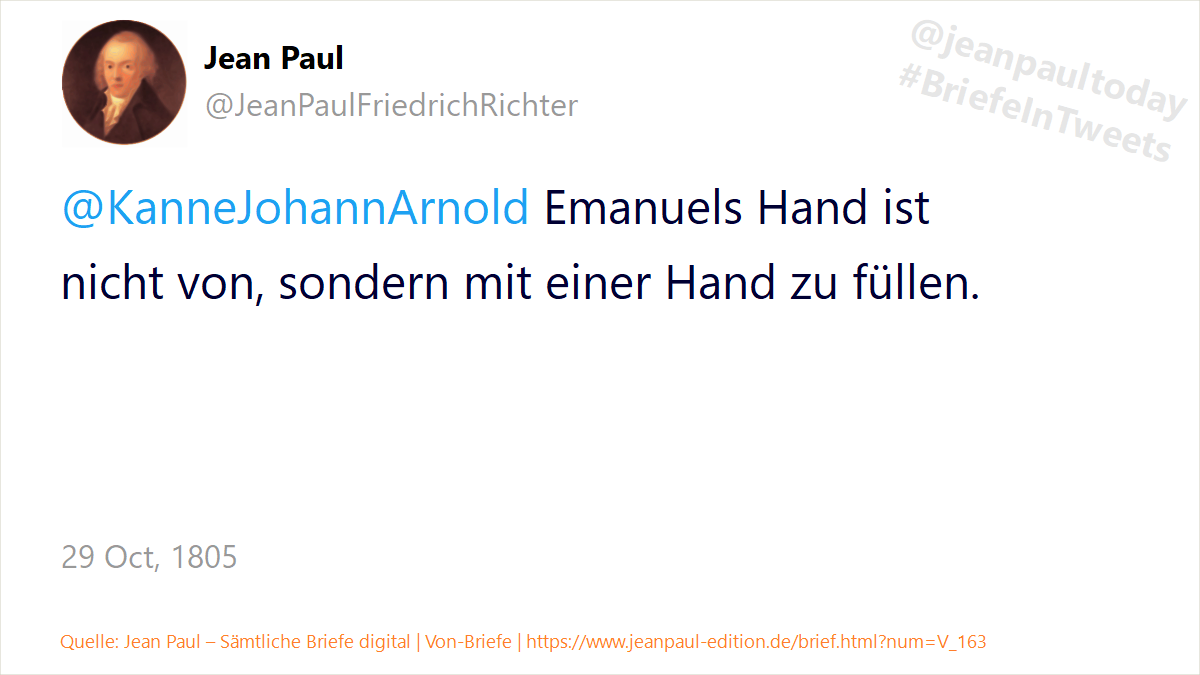 Jean Paul
@JeanPaulFriedrichRichter
@jeanpaultoday
#BriefeInTweets
@KanneJohannArnold Emanuels Hand ist
nicht von, sondern mit einer Hand zu füllen.
29 Oct, 1805
Quelle: Jean Paul – Sämtliche Briefe digital | Von-Briefe | https://www.jeanpaul-edition.de/brief.html?num=V_163